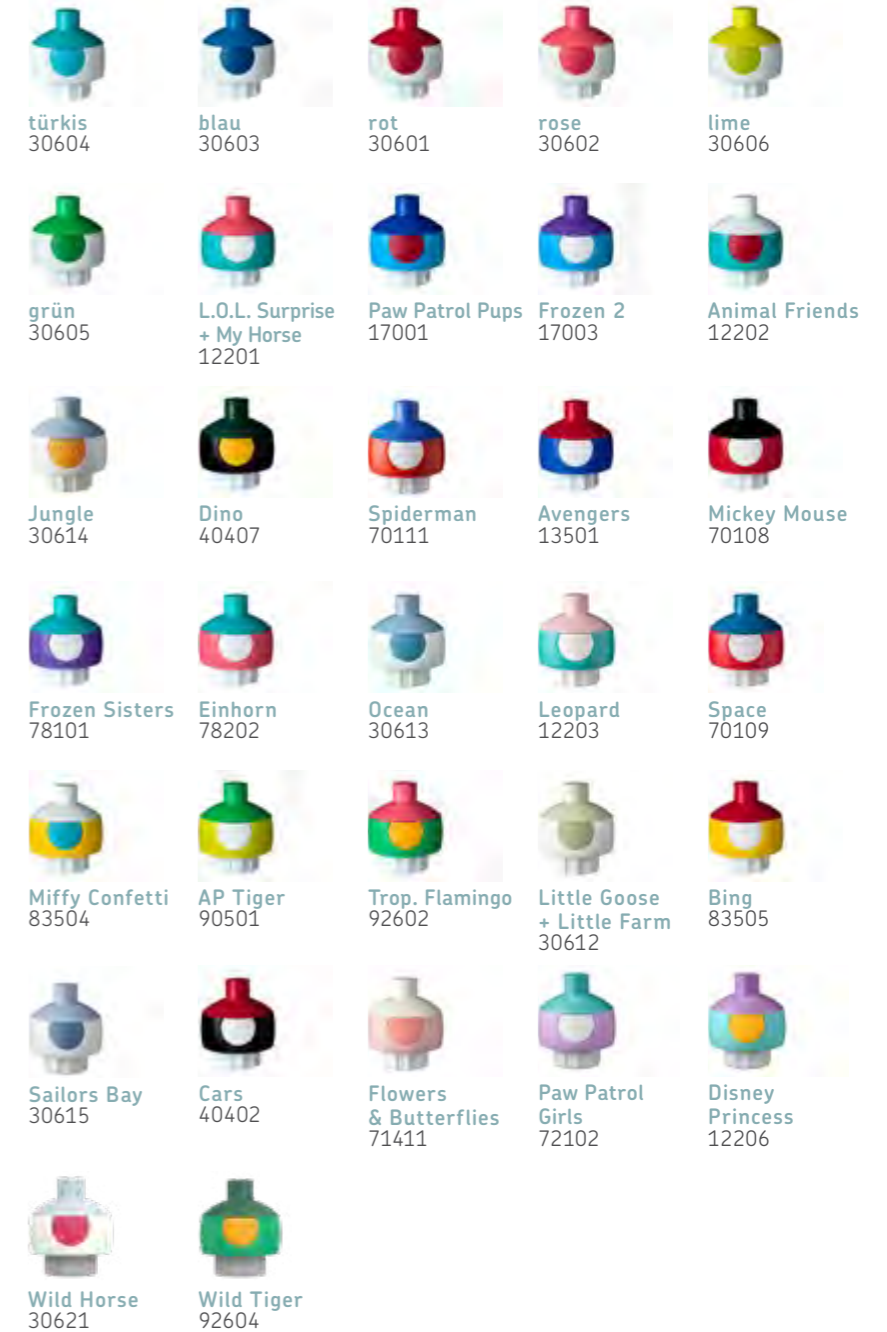 türkis
30604
blau
30603
rot
30601
rose
30602
lime
30606
grün
30605
L.O.L. Surprise
+ My Horse
12201
Paw Patrol Pups
17001
Frozen 2
17003
Animal Friends
12202
Jungle
30614
Dino
40407
Spiderman
70111
Avengers
13501
Mickey Mouse
70108
Frozen Sisters
78101
Einhorn
78202
Ocean
30613
Leopard
12203
Space
70109
Miffy Confetti
83504
AP Tiger
90501
Trop. Flamingo
92602
Little Goose
+ Little Farm
30612
Bing
83505
Sailors Bay
30615
Cars
40402
Flowers
& Butterflies
71411
Paw Patrol
Girls
72102
Disney
Princess
12206
Wild Horse
30621
Wild Tiger
92604